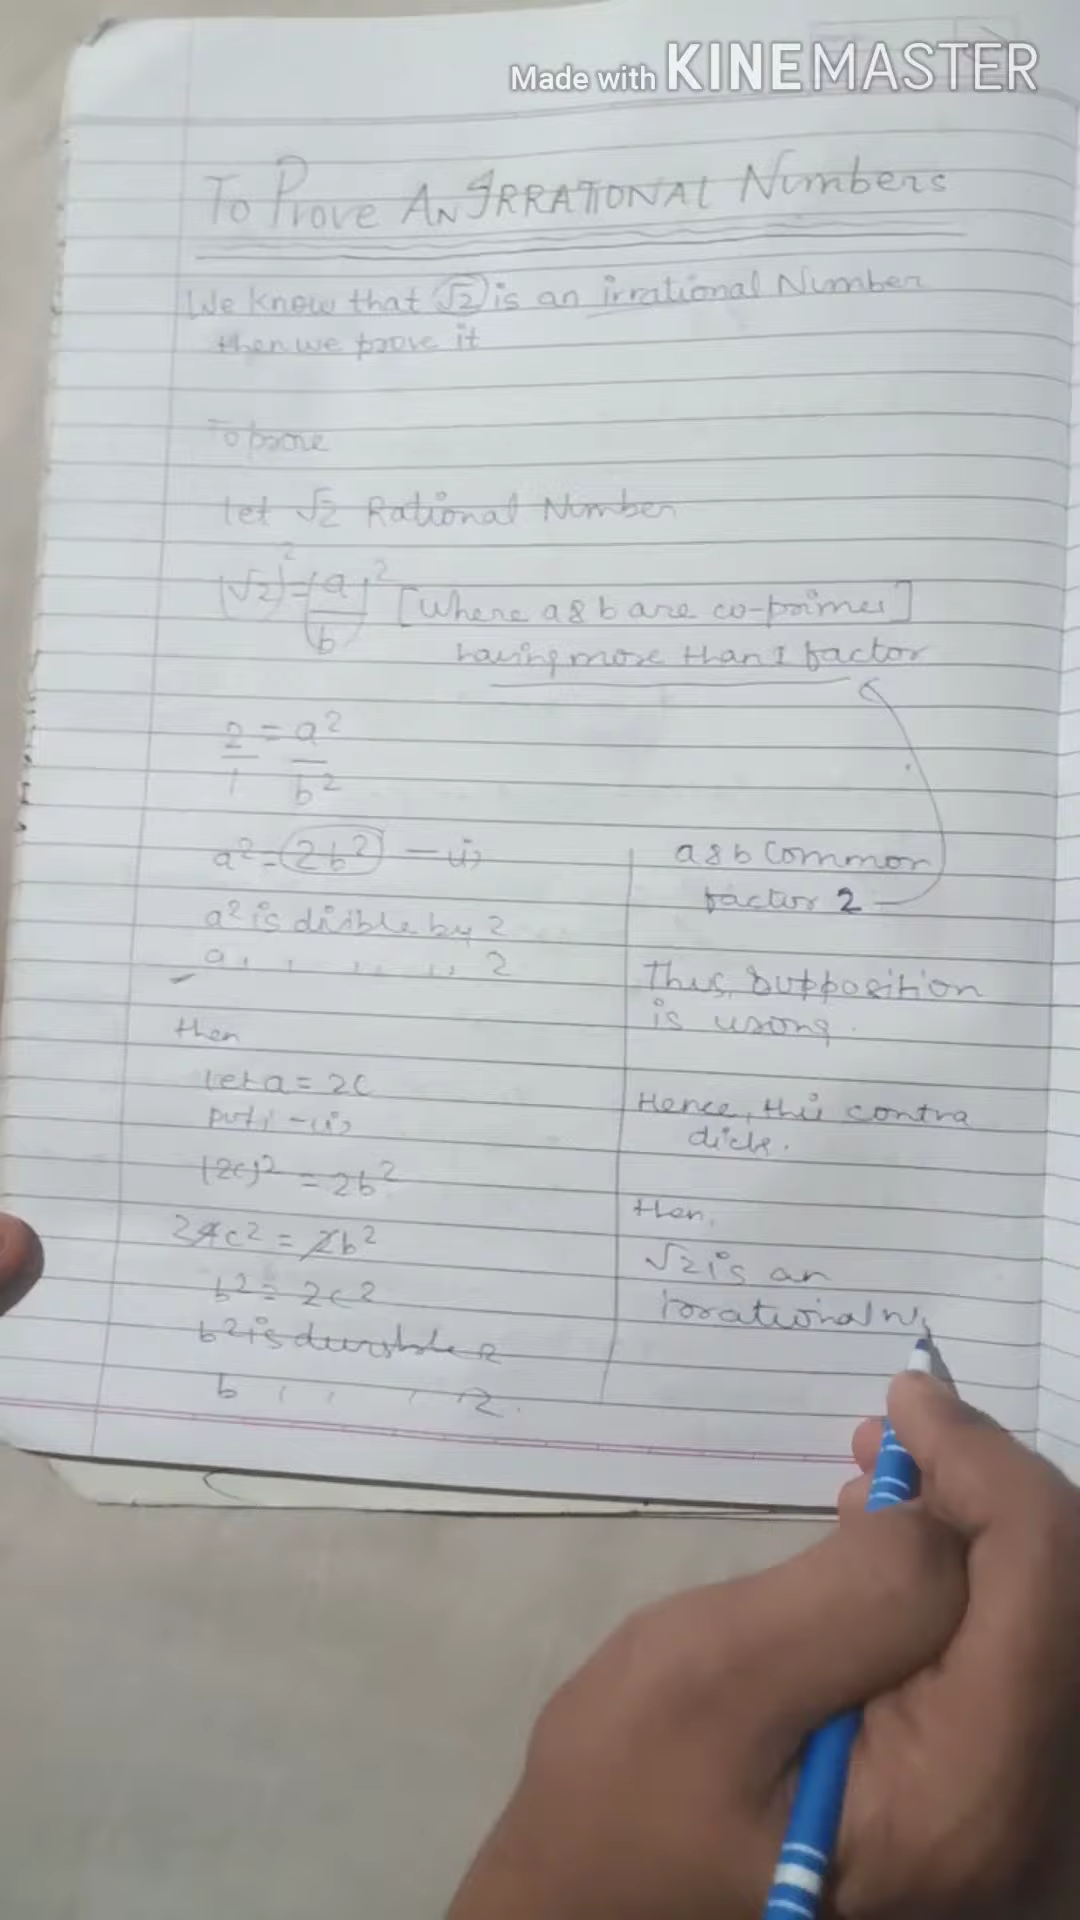 Made with KINEMASTER
To Prove AN IRRATIONAL Numbers
We know that √2 is an irrational Number
then we prove it
To prove
let √2 Rational Number
(√2)² = (a/b)² [where a & b are co-primes]
having more than 1 factor
2/1 = a²/b²
a² = 2b² — (i)
a² is divible by 2
a , , , , , , 2
then
let a = 2c
put, - (i)
(2c)² = 2b²
2 4c² = 2b²
b² = 2c²
b² is divisible 2
b , , , 2.
a & b Common
factor 2
Thus, supposition
is wrong.
Hence, this contra
dicts.
then,
√2 is an
irrational N